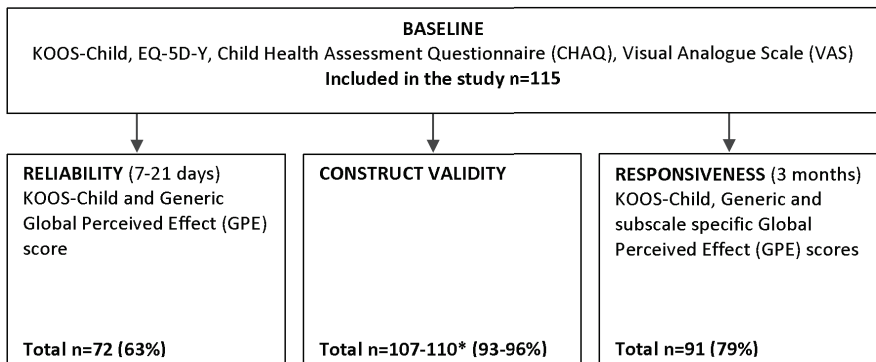 BASELINE
KOOS-Child, EQ-5D-Y, Child Health Assessment Questionnaire (CHAQ), Visual Analogue Scale (VAS)
Included in the study n=115
RELIABILITY (7-21 days)
KOOS-Child and Generic
Global Perceived Effect (GPE)
score
Total n=72 (63%)
CONSTRUCT VALIDITY
Total n=107-110* (93-96%)
RESPONSIVENESS (3 months)
KOOS-Child, Generic and
subscale specific Global
Perceived Effect (GPE) scores
Total n=91 (79%)